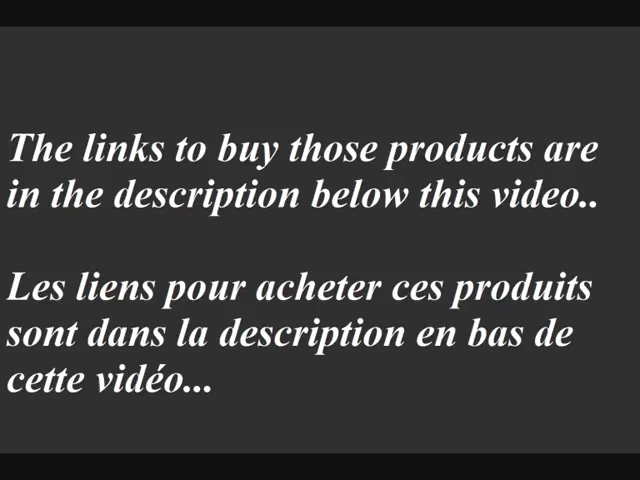 The links to buy those products are
in the description below this video..
Les liens pour acheter ces produits
sont dans la description en bas de
cette vidéo...